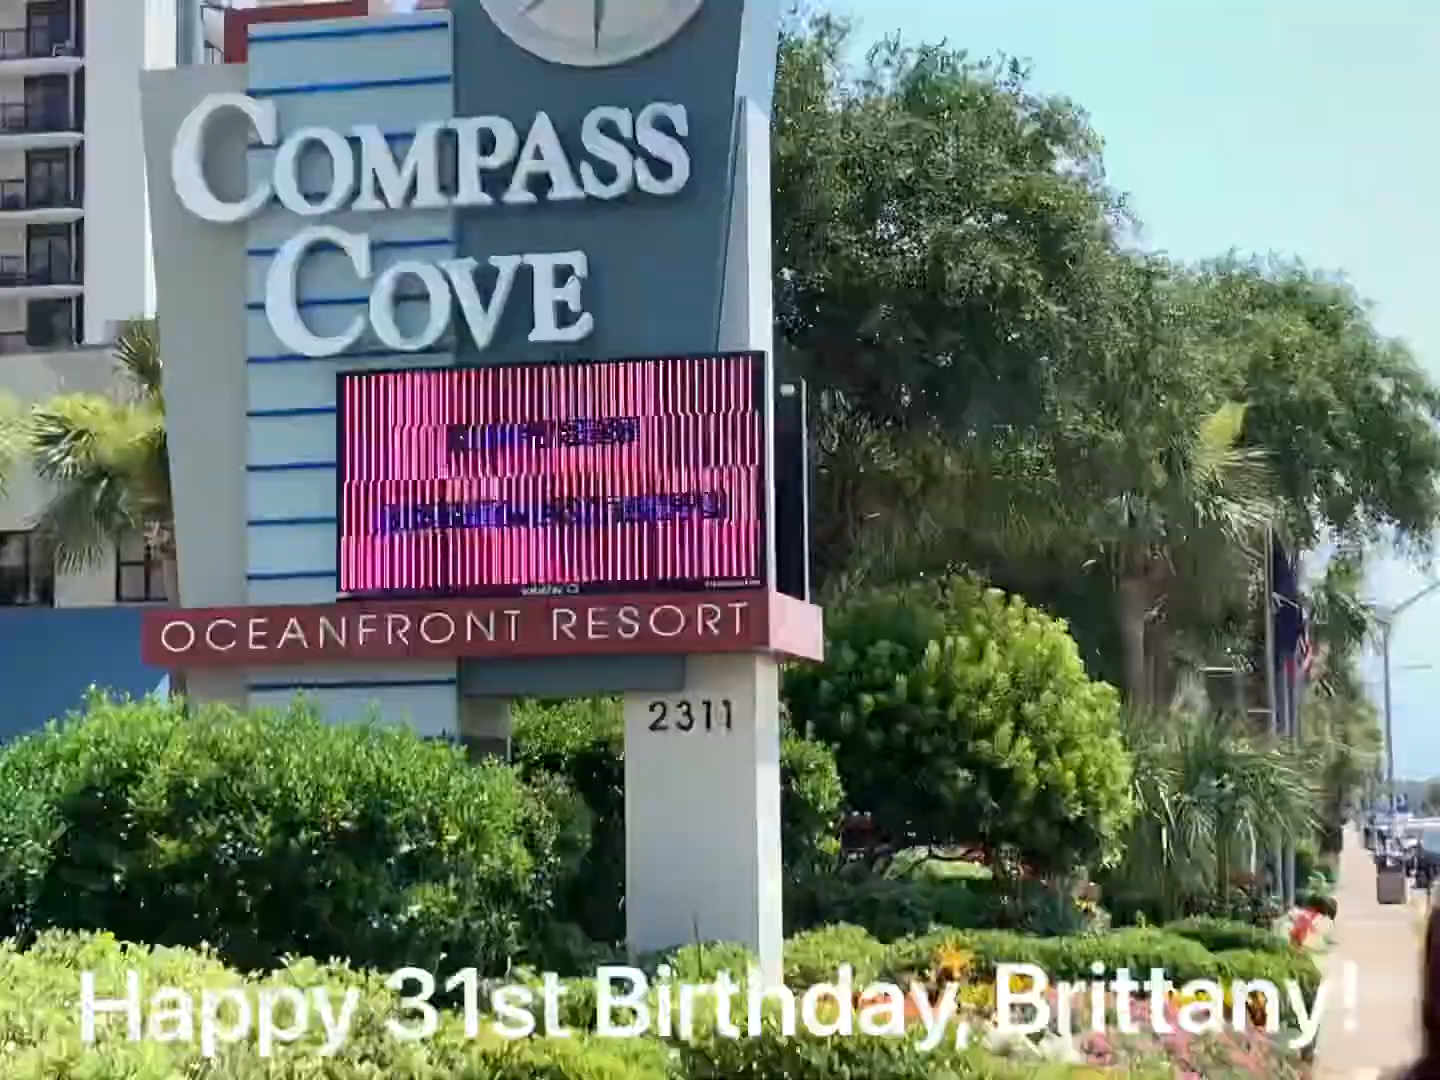 COMPASS
COVE
OCEANFRONT RESORT
2311
Happy 31st Birthday, Brittany!